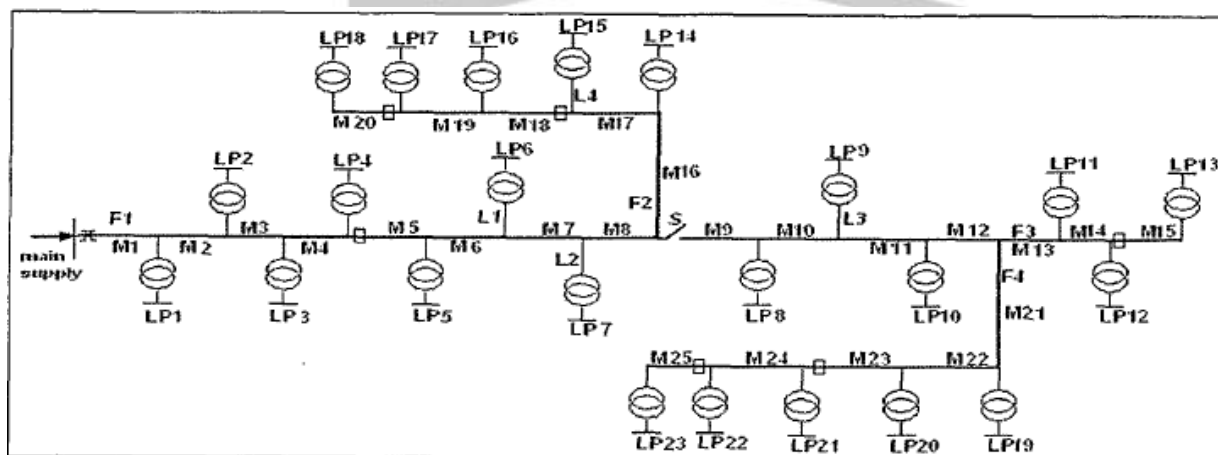 LP18 LP17 LP16 LP15 LP14
L4
M20 M19 M18 M17
LP2 LP4 LP6 LP9 LP11 LP13
M16
F1 F2 S
L1 L3
M1 M2 M3 M4 M5 M6 M7 M8 M9 M10 M11 M12 F3 M13 M14 M15
main
supply
L2 F4
LP1 LP3 LP5 LP7 LP8 LP10 LP12
M21
M25 M24 M23 M22
LP23 LP22 LP21 LP20 LP19